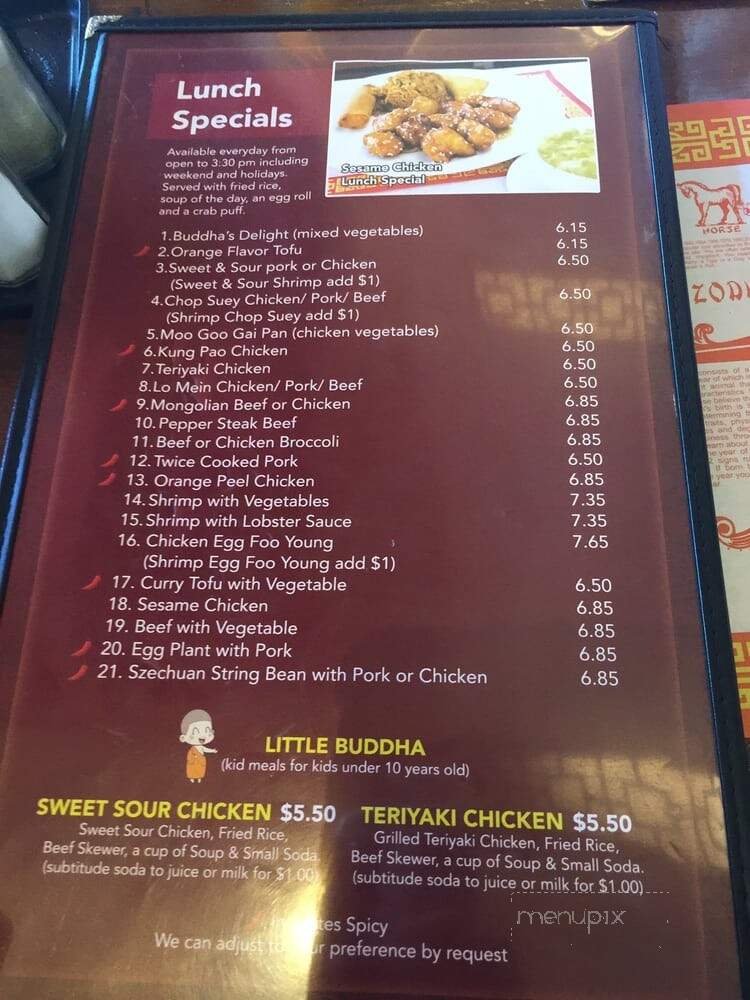 Lunch
Specials
Available everyday from
open to 3:30 pm including
weekend and holidays.
Served with fried rice,
soup of the day, an egg roll
and a crab puff.
Sesame Chicken
Lunch Special
1.Buddha's Delight (mixed vegetables) 6.15
2.Orange Flavor Tofu 6.15
3.Sweet & Sour pork or Chicken 6.50
(Sweet & Sour Shrimp add $1)
4.Chop Suey Chicken/ Pork/ Beef 6.50
(Shrimp Chop Suey add $1)
5.Moo Goo Gai Pan (chicken vegetables) 6.50
6.Kung Pao Chicken 6.50
7.Teriyaki Chicken 6.50
8.Lo Mein Chicken/ Pork/ Beef 6.50
9.Mongolian Beef or Chicken 6.85
10.Pepper Steak Beef 6.85
11.Beef or Chicken Broccoli 6.85
12.Twice Cooked Pork 6.50
13. Orange Peel Chicken 6.85
14.Shrimp with Vegetables 7.35
15.Shrimp with Lobster Sauce 7.35
16. Chicken Egg Foo Young 7.65
(Shrimp Egg Foo Young add $1)
17. Curry Tofu with Vegetable 6.50
18. Sesame Chicken 6.85
19. Beef with Vegetable 6.85
20. Egg Plant with Pork 6.85
21. Szechuan String Bean with Pork or Chicken 6.85
LITTLE BUDDHA
(kid meals for kids under 10 years old)
SWEET SOUR CHICKEN $5.50
Sweet Sour Chicken, Fried Rice,
Beef Skewer, a cup of Soup & Small Soda.
(subtitude soda to juice or milk for $1.00)
TERIYAKI CHICKEN $5.50
Grilled Teriyaki Chicken, Fried Rice,
Beef Skewer, a cup of Soup & Small Soda.
(subtitude soda to juice or milk for $1.00)
Spicy
We can adjust preference by request
menupix
HORSE